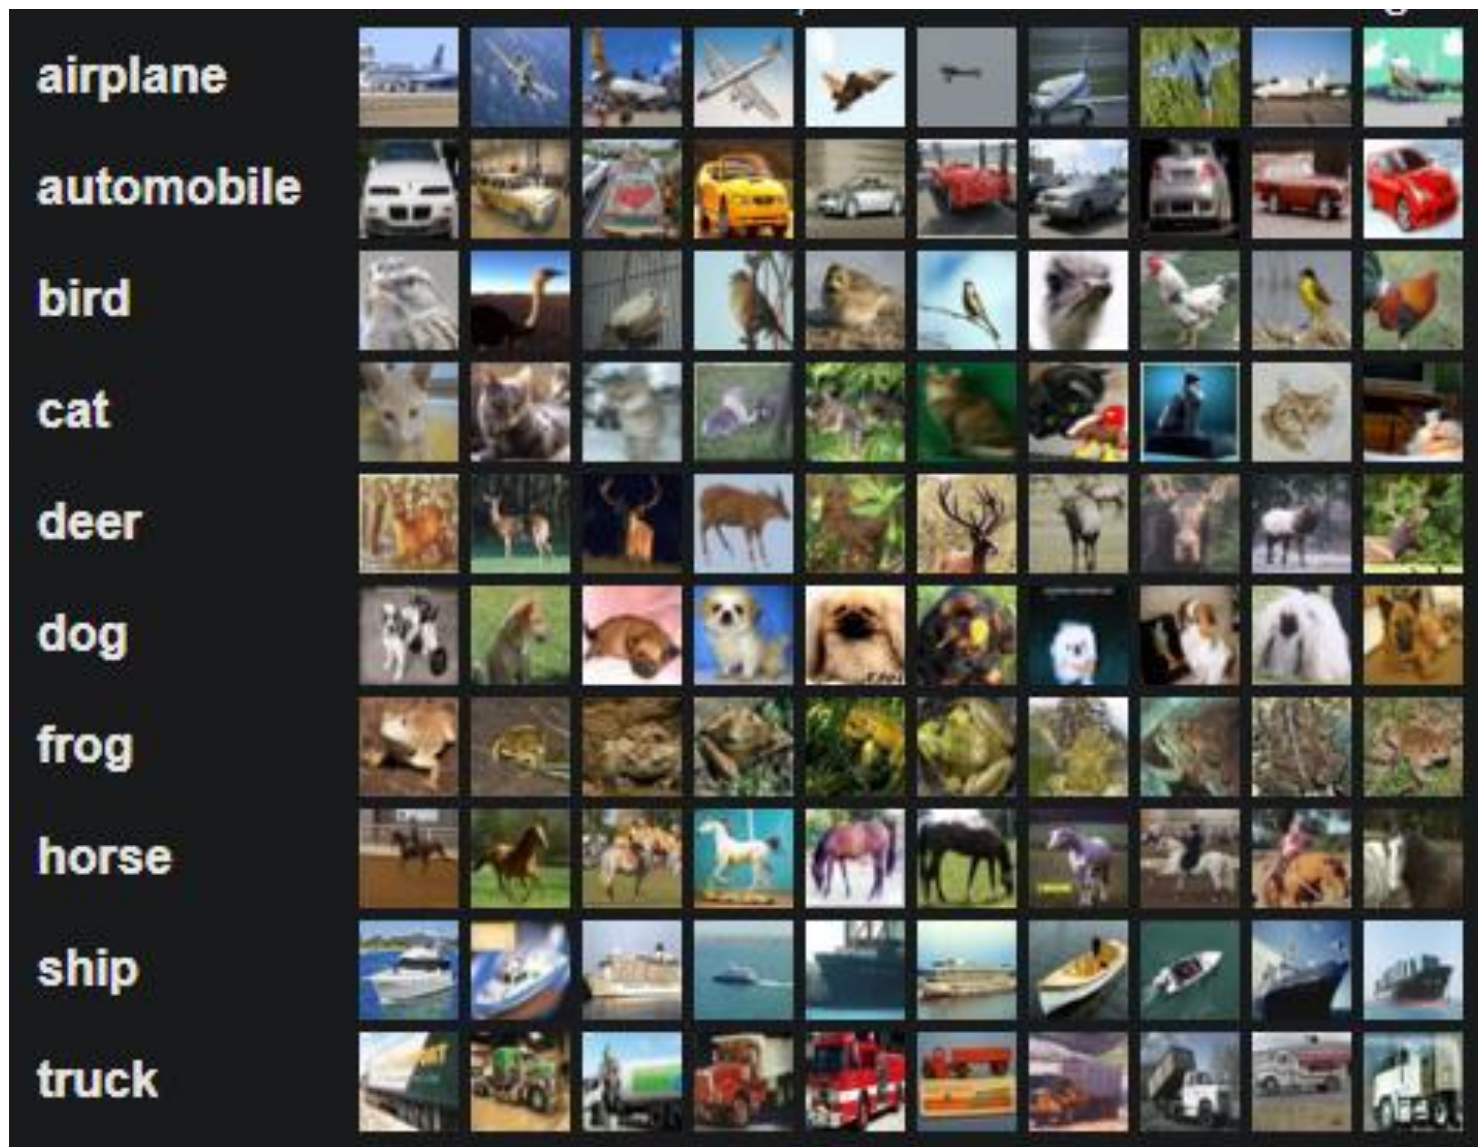 airplane
automobile
bird
cat
deer
dog
frog
horse
ship
truck